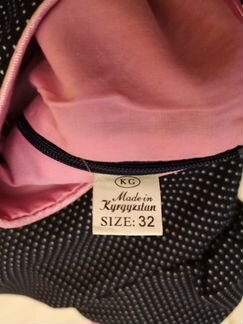 KG
Made in
Kyrgyzstan
SIZE: 32